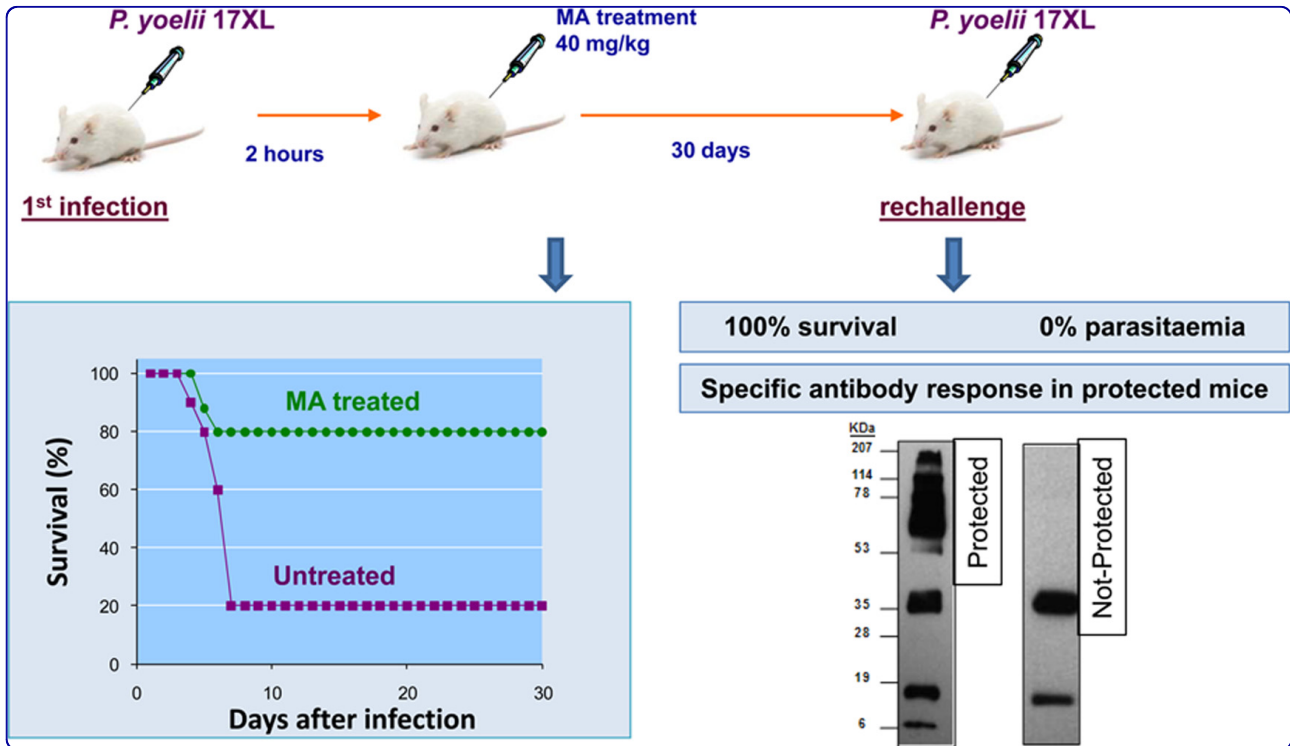 P. yoelii 17XL
MA treatment
40 mg/kg
P. yoelii 17XL
2 hours
30 days
1st infection
rechallenge
100% survival
0% parasitaemia
Specific antibody response in protected mice
Survival (%)
100
80
60
40
20
0
MA treated
Untreated
0
10
20
30
Days after infection
KDa
207
114
78
53
35
28
19
6
Protected
Not-Protected